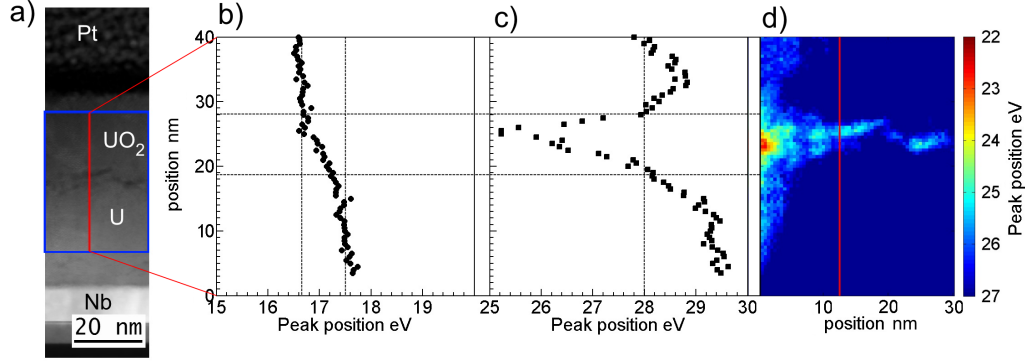 a)
Pt
UO2
U
Nb
20 nm
b)
position nm
40
30
20
10
0
15 16 17 18 19
Peak position eV
c)
25 26 27 28 29 30
Peak position eV
d)
10 20 30
position nm
22
23
24
25
26
27
Peak position eV